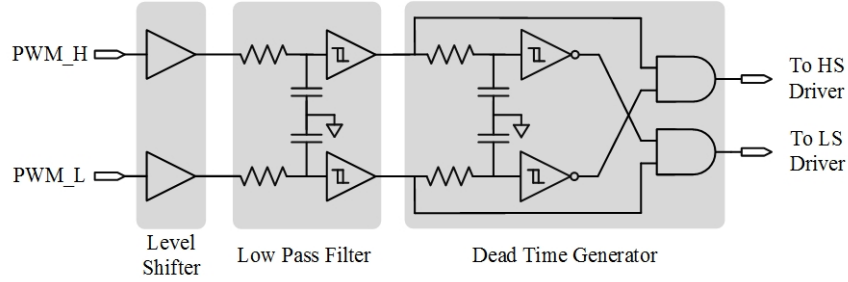 PWM_H
To HS
Driver
To LS
Driver
PWM_L
Level
Shifter
Low Pass Filter
Dead Time Generator